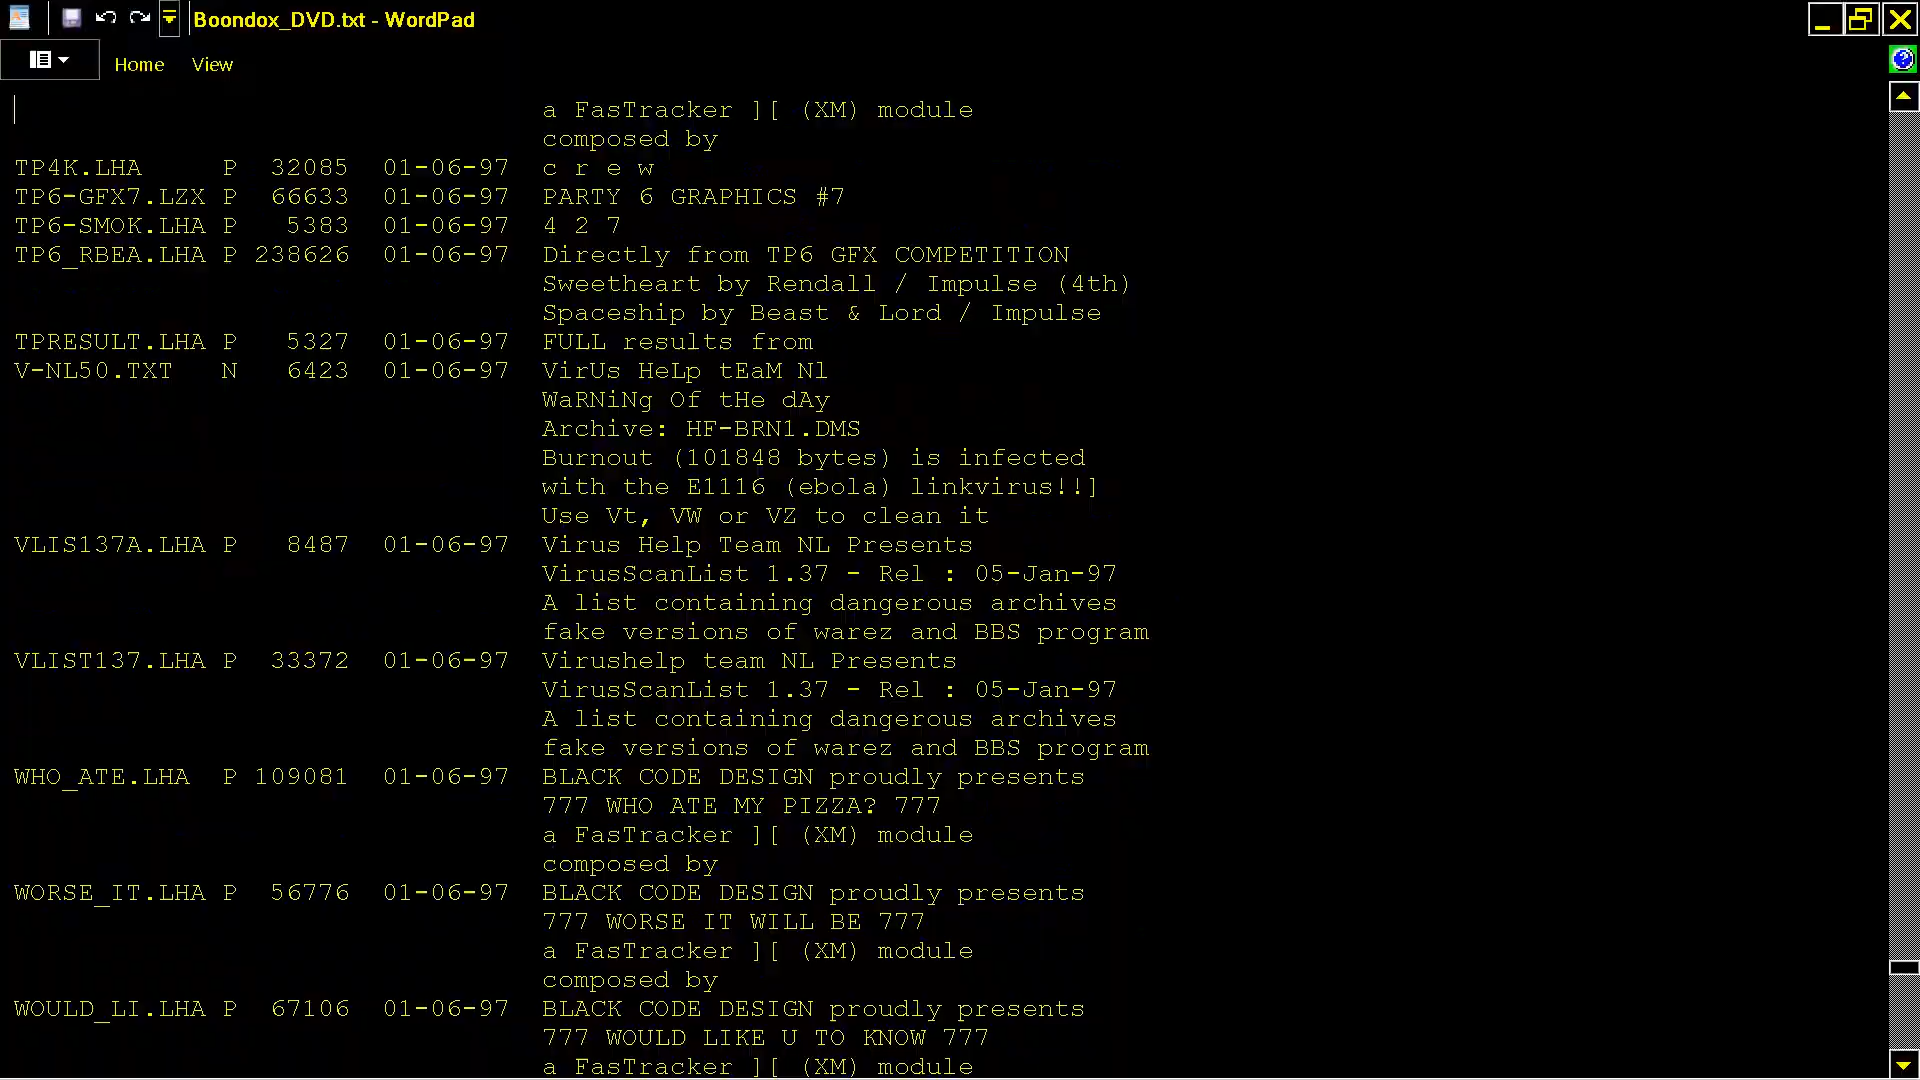 Boondox_DVD.txt - WordPad
Home View
a FasTracker ][ (XM) module
composed by
TP4K.LHA P 32085 01-06-97 c r e w
TP6-GFX7.LZX P 66633 01-06-97 PARTY 6 GRAPHICS #7
TP6-SMOK.LHA P 5383 01-06-97 4 2 7
TP6_RBEA.LHA P 238626 01-06-97 Directly from TP6 GFX COMPETITION
Sweetheart by Rendall / Impulse (4th)
Spaceship by Beast & Lord / Impulse
TPRESULT.LHA P 5327 01-06-97 FULL results from
V-NL50.TXT N 6423 01-06-97 VirUs HeLp tEaM Nl
WaRNiNg Of tHe dAy
Archive: HF-BRN1.DMS
Burnout (101848 bytes) is infected
with the E1116 (ebola) linkvirus!!]
Use Vt, VW or VZ to clean it
VLIS137A.LHA P 8487 01-06-97 Virus Help Team NL Presents
VirusScanList 1.37 - Rel : 05-Jan-97
A list containing dangerous archives
fake versions of warez and BBS program
VLIST137.LHA P 33372 01-06-97 Virushelp team NL Presents
VirusScanList 1.37 - Rel : 05-Jan-97
A list containing dangerous archives
fake versions of warez and BBS program
WHO_ATE.LHA P 109081 01-06-97 BLACK CODE DESIGN proudly presents
777 WHO ATE MY PIZZA? 777
a FasTracker ][ (XM) module
composed by
WORSE_IT.LHA P 56776 01-06-97 BLACK CODE DESIGN proudly presents
777 WORSE IT WILL BE 777
a FasTracker ][ (XM) module
composed by
WOULD_LI.LHA P 67106 01-06-97 BLACK CODE DESIGN proudly presents
777 WOULD LIKE U TO KNOW 777
a FasTracker ][ (XM) module